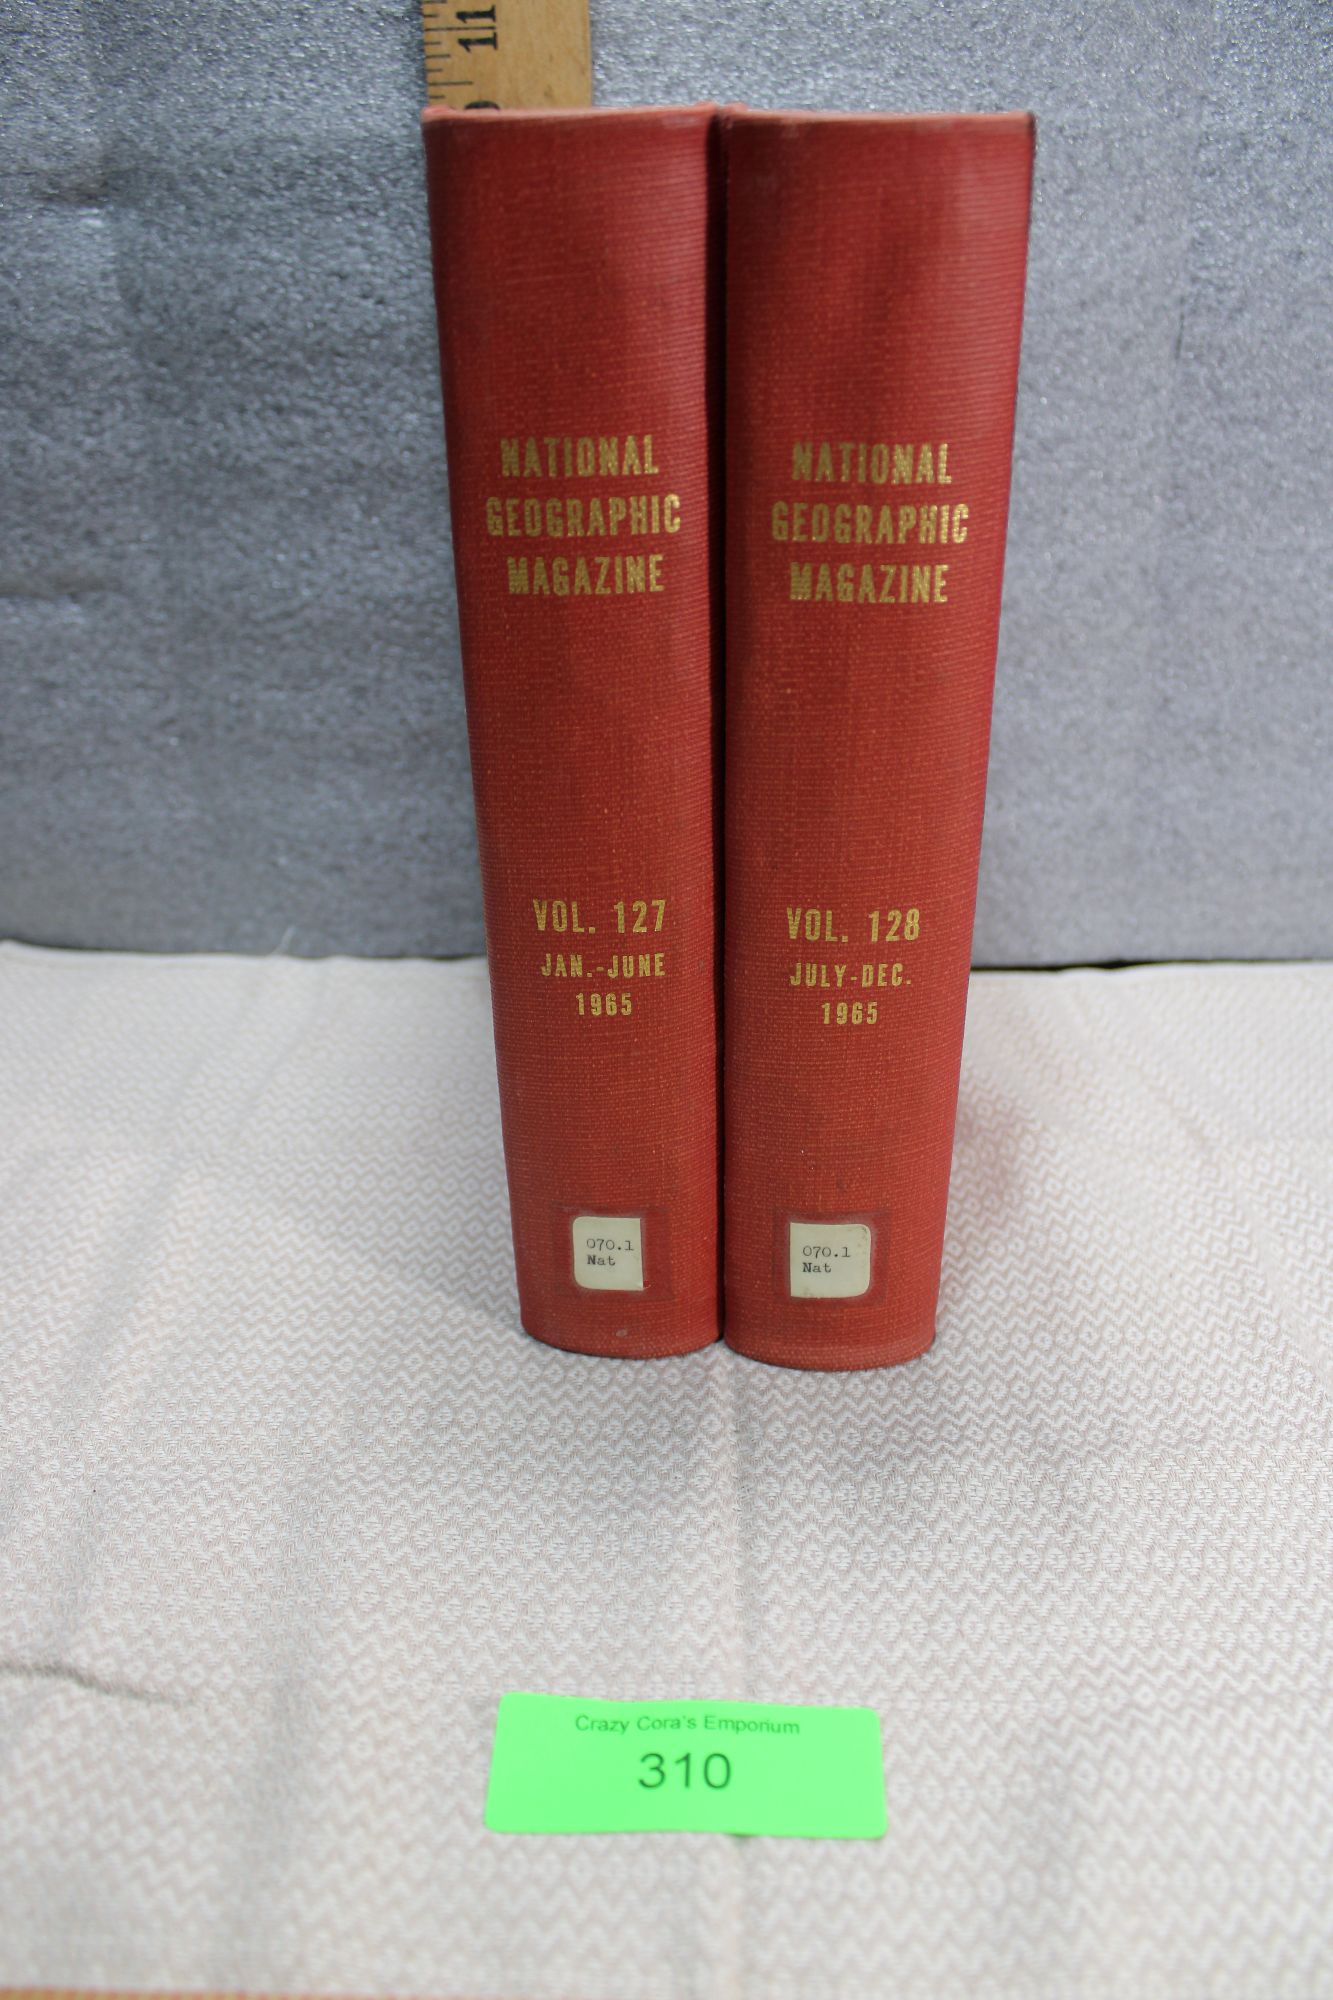 11
NATIONAL
GEOGRAPHIC
MAGAZINE
VOL. 127
JAN.-JUNE
1965
070.1
Nat
NATIONAL
GEOGRAPHIC
MAGAZINE
VOL. 128
JULY-DEC.
1965
070.1
Nat
Crazy Cora's Emporium
310